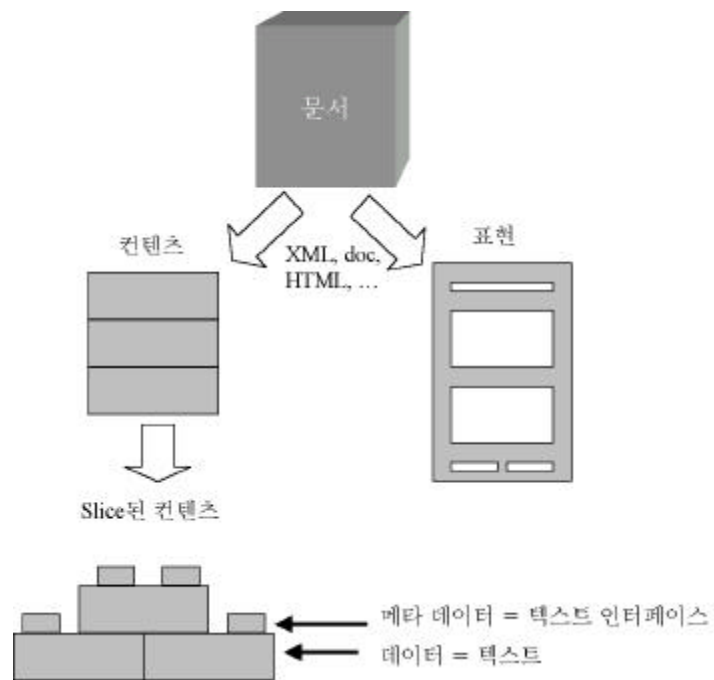 문서
컨텐츠
표현
XML, doc,
HTML, ...
Slice된 컨텐츠
메타 데이터 = 텍스트 인터페이스
데이터 = 텍스트